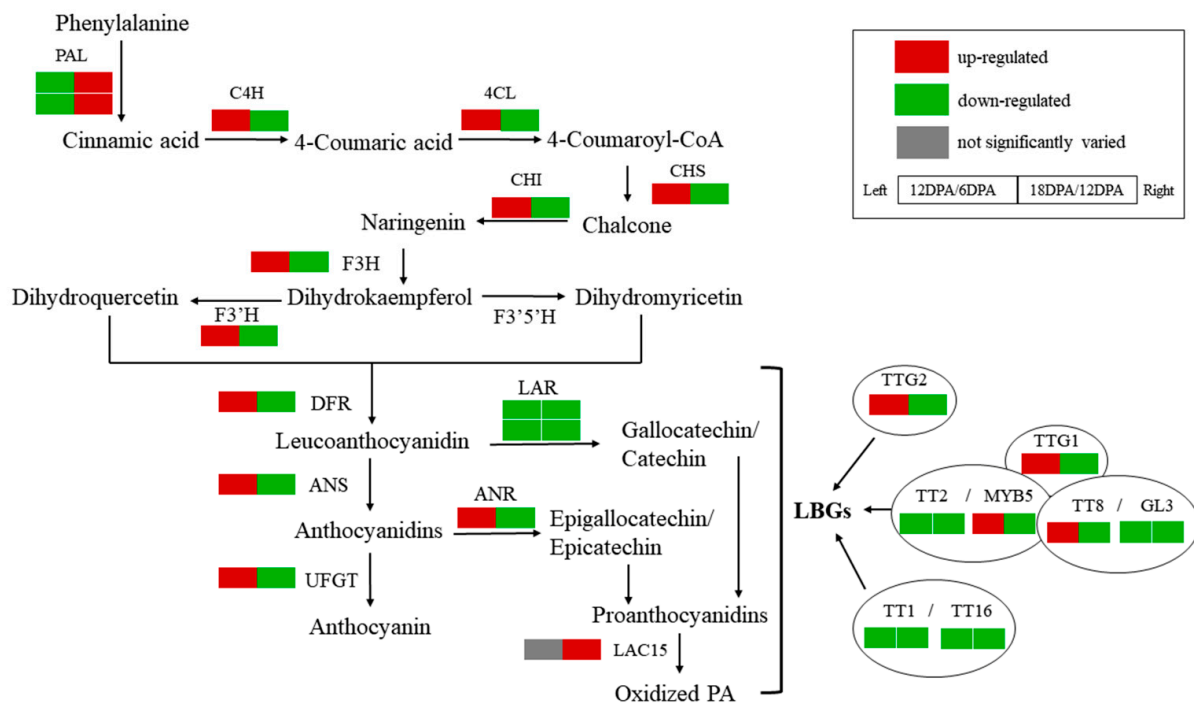 Phenylalanine
PAL
C4H
4CL
Cinnamic acid
4-Coumaric acid
4-Coumaroyl-CoA
CHI
CHS
Naringenin
Chalcone
F3H
Dihydroquercetin
Dihydrokaempferol
Dihydromyricetin
F3’H
F3’5’H
DFR
LAR
Leucoanthocyanidin
Gallocatechin/
Catechin
ANS
ANR
Anthocyanidins
Epigallocatechin/
Epicatechin
UFGT
Anthocyanin
Proanthocyanidins
LAC15
Oxidized PA
up-regulated
down-regulated
not significantly varied
Left 12DPA/6DPA 18DPA/12DPA Right
TTG2
TTG1
LBGs
TT2 / MYB5
TT8 / GL3
TT1 / TT16